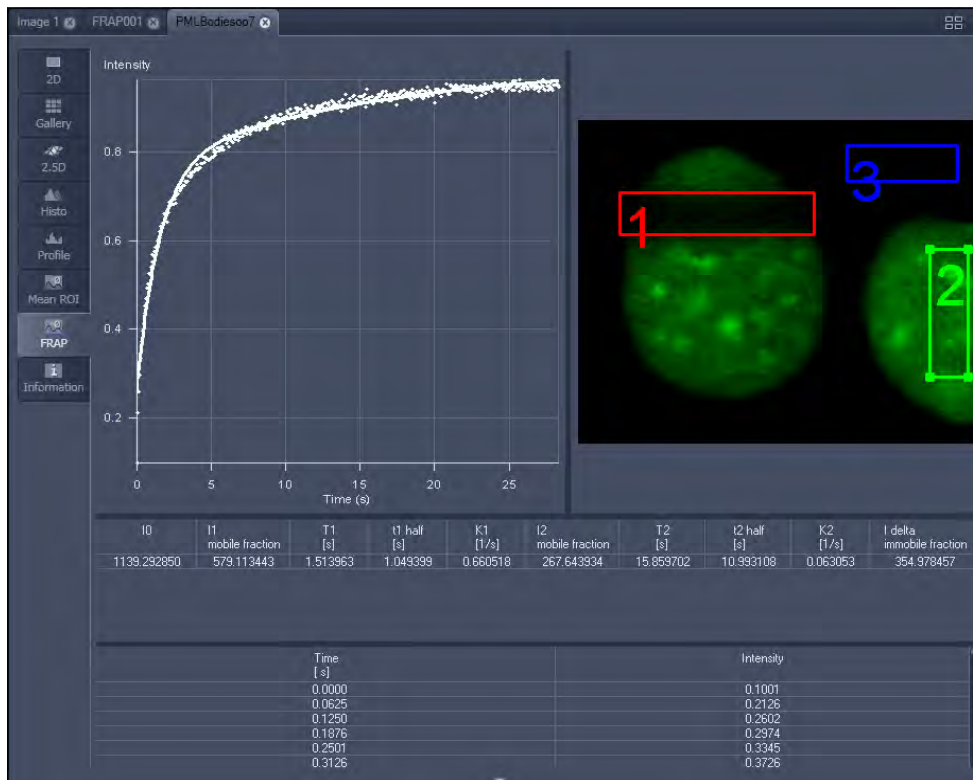 Image 1 FRAP001 PMLBodiesoo7
2D
Gallery
2.5D
Histo
Profile
Mean ROI
FRAP
Information
Intensity
0.8
0.6
0.4
0.2
0 5 10 15 20 25
Time (s)
1
3
2
I0 I1 T1 t1 half K1 I2 T2 t2 half K2 I delta
mobile fraction [s] [s] [1/s] mobile fraction [s] [s] [1/s] immobile fraction
1139.292850 579.113443 1.513963 1.049399 0.660518 267.643934 15.859702 10.993108 0.063053 354.978457
Time Intensity
[ s]
0.0000 0.1001
0.0625 0.2126
0.1250 0.2602
0.1876 0.2974
0.2501 0.3345
0.3126 0.3726